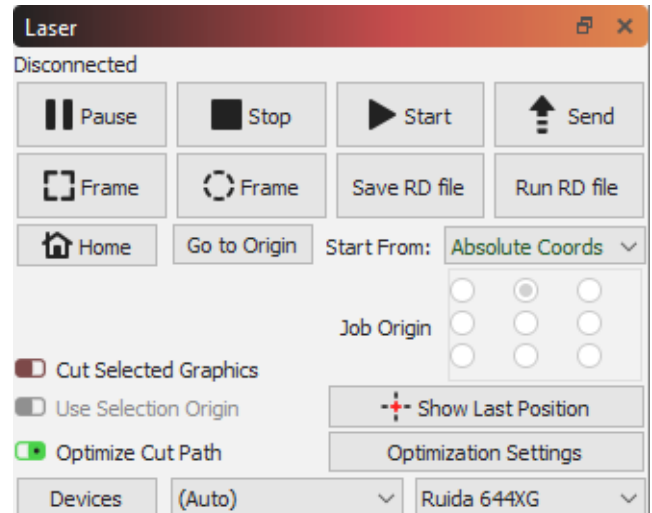 Laser
Disconnected
Pause Stop Start Send
Frame Frame Save RD file Run RD file
Home Go to Origin Start From: Absolute Coords
Job Origin
Cut Selected Graphics
Use Selection Origin Show Last Position
Optimize Cut Path Optimization Settings
Devices (Auto) Ruida 644XG